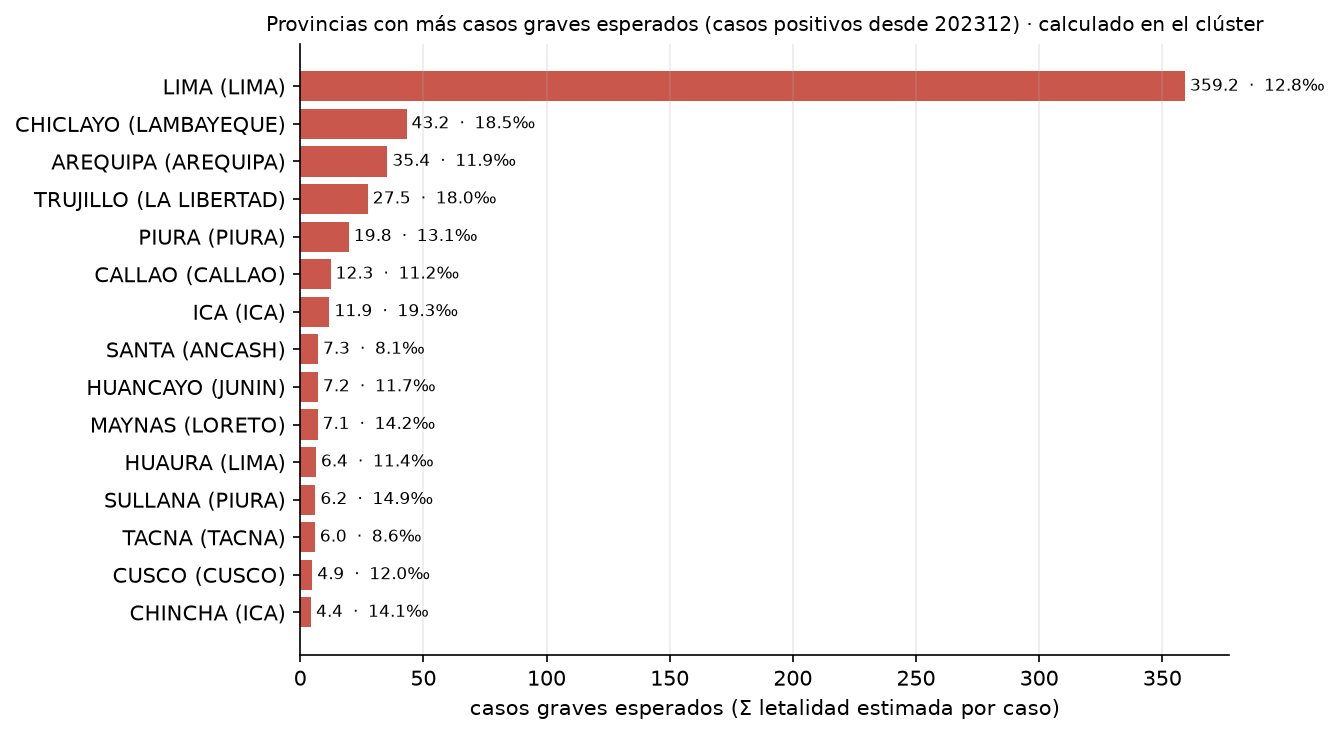 Provincias con más casos graves esperados (casos positivos desde 202312) · calculado en el clúster
LIMA (LIMA) 359.2 · 12.8‰
CHICLAYO (LAMBAYEQUE) 43.2 · 18.5‰
AREQUIPA (AREQUIPA) 35.4 · 11.9‰
TRUJILLO (LA LIBERTAD) 27.5 · 18.0‰
PIURA (PIURA) 19.8 · 13.1‰
CALLAO (CALLAO) 12.3 · 11.2‰
ICA (ICA) 11.9 · 19.3‰
SANTA (ANCASH) 7.3 · 8.1‰
HUANCAYO (JUNIN) 7.2 · 11.7‰
MAYNAS (LORETO) 7.1 · 14.2‰
HUAURA (LIMA) 6.4 · 11.4‰
SULLANA (PIURA) 6.2 · 14.9‰
TACNA (TACNA) 6.0 · 8.6‰
CUSCO (CUSCO) 4.9 · 12.0‰
CHINCHA (ICA) 4.4 · 14.1‰
0 50 100 150 200 250 300 350
casos graves esperados (Σ letalidad estimada por caso)